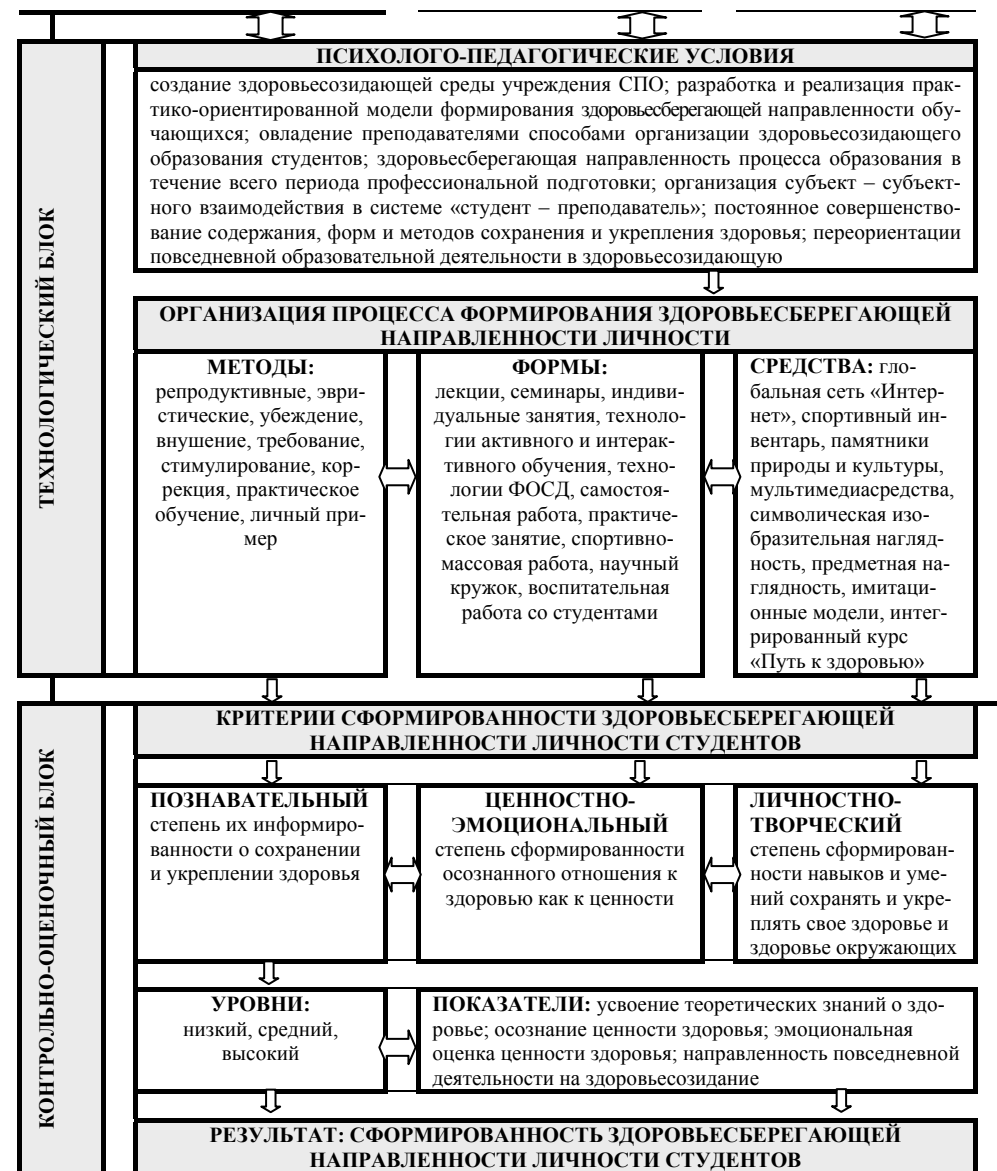 ТЕХНОЛОГИЧЕСКИЙ БЛОК
ПСИХОЛОГО-ПЕДАГОГИЧЕСКИЕ УСЛОВИЯ
создание здоровьесозидающей среды учреждения СПО; разработка и реализация прак-
тико-ориентированной модели формирования здоровьесберегающей направленности обу-
чающихся; овладение преподавателями способами организации здоровьесозидающего
образования студентов; здоровьесберегающая направленность процесса образования в
течение всего периода профессиональной подготовки; организация субъект – субъект-
ного взаимодействия в системе «студент – преподаватель»; постоянное совершенство-
вание содержания, форм и методов сохранения и укрепления здоровья; переориентации
повседневной образовательной деятельности в здоровьесозидающую
ОРГАНИЗАЦИЯ ПРОЦЕССА ФОРМИРОВАНИЯ ЗДОРОВЬЕСБЕРЕГАЮЩЕЙ
НАПРАВЛЕННОСТИ ЛИЧНОСТИ
МЕТОДЫ:
репродуктивные, эври-
стические, убеждение,
внушение, требование,
стимулирование, кор-
рекция, практическое
обучение, личный при-
мер
ФОРМЫ:
лекции, семинары, индиви-
дуальные занятия, техноло-
гии активного и интерак-
тивного обучения, техно-
логии ФОСД, самостоя-
тельная работа, практиче-
ское занятие, спортивно-
массовая работа, научный
кружок, воспитательная
работа со студентами
СРЕДСТВА: гло-
бальная сеть «Интер-
нет», спортивный ин-
вентарь, памятники
природы и культуры,
мультимедиасредства,
символическая изо-
бразительная нагляд-
ность, предметная на-
глядность, имитаци-
онные модели, интег-
рированный курс
«Путь к здоровью»
КОНТРОЛЬНО-ОЦЕНОЧНЫЙ БЛОК
КРИТЕРИИ СФОРМИРОВАННОСТИ ЗДОРОВЬЕСБЕРЕГАЮЩЕЙ
НАПРАВЛЕННОСТИ ЛИЧНОСТИ СТУДЕНТОВ
ПОЗНАВАТЕЛЬНЫЙ
степень их информиро-
ванности о сохранении
и укреплении здоровья
ЦЕННОСТНО-
ЭМОЦИОНАЛЬНЫЙ
степень сформированности
осознанного отношения к
здоровью как к ценности
ЛИЧНОСТНО-
ТВОРЧЕСКИЙ
степень сформирован-
ности навыков и уме-
ний сохранять и укре-
плять свое здоровье и
здоровье окружающих
УРОВНИ:
низкий, средний,
высокий
ПОКАЗАТЕЛИ: усвоение теоретических знаний о здо-
ровье; осознание ценности здоровья; эмоциональная
оценка ценности здоровья; направленность повседневной
деятельности на здоровьесозидание
РЕЗУЛЬТАТ: СФОРМИРОВАННОСТЬ ЗДОРОВЬЕСБЕРЕГАЮЩЕЙ
НАПРАВЛЕННОСТИ ЛИЧНОСТИ СТУДЕНТОВ